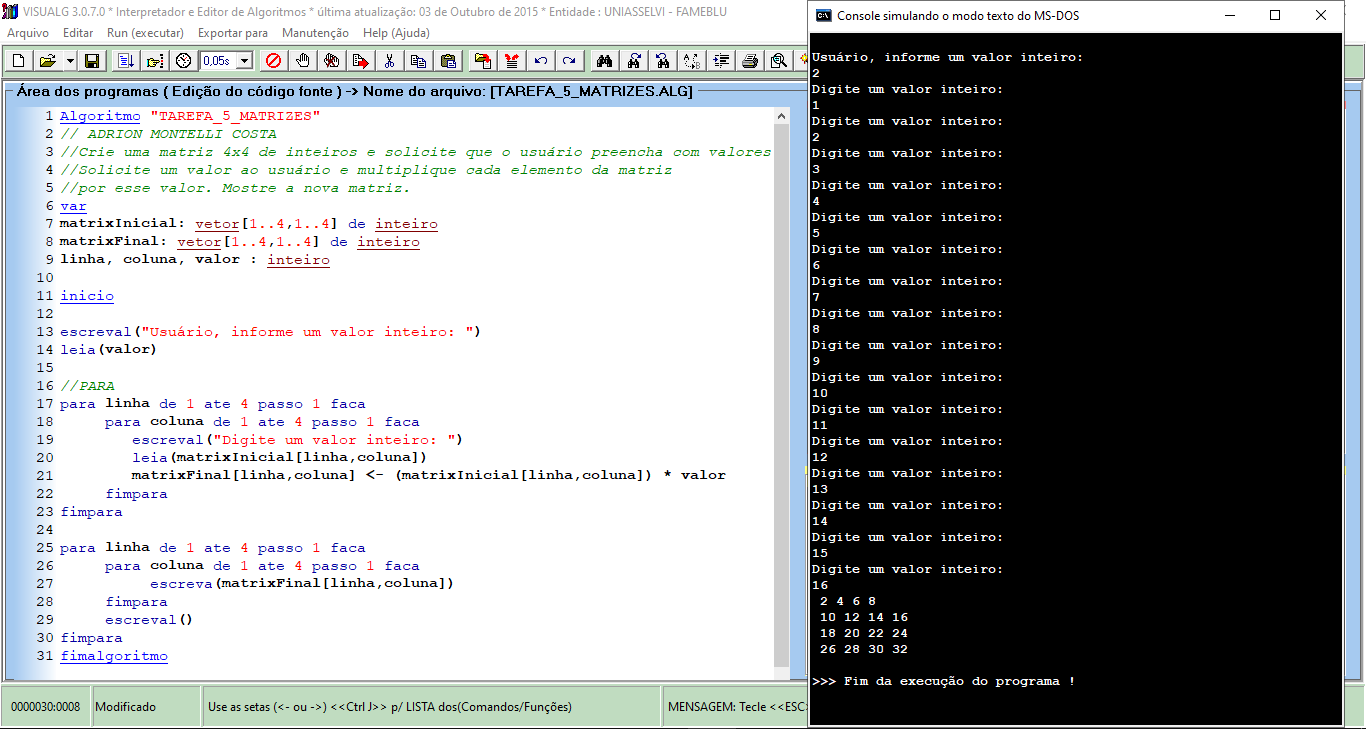 VISUALG 3.0.7.0 * Interpretador e Editor de Algoritmos * última atualização: 03 de Outubro de 2015 * Entidade : UNIASSELVI - FAMEBLU
Arquivo Editar Run (executar) Exportar para Manutenção Help (Ajuda)
0,05s
Área dos programas ( Edição do código fonte ) -> Nome do arquivo: [TAREFA_5_MATRIZES.ALG]
1 Algoritmo "TAREFA_5_MATRIZES"
2 // ADRION MONTELLI COSTA
3 //Crie uma matriz 4x4 de inteiros e solicite que o usuário preencha com valores
4 //Solicite um valor ao usuário e multiplique cada elemento da matriz
5 //por esse valor. Mostre a nova matriz.
6 var
7 matrixInicial: vetor[1..4,1..4] de inteiro
8 matrixFinal: vetor[1..4,1..4] de inteiro
9 linha, coluna, valor : inteiro
10
11 inicio
12
13 escreval("Usuário, informe um valor inteiro: ")
14 leia(valor)
15
16 //PARA
17 para linha de 1 ate 4 passo 1 faca
18 para coluna de 1 ate 4 passo 1 faca
19 escreval("Digite um valor inteiro: ")
20 leia(matrixInicial[linha,coluna])
21 matrixFinal[linha,coluna] <- (matrixInicial[linha,coluna]) * valor
22 fimpara
23 fimpara
24
25 para linha de 1 ate 4 passo 1 faca
26 para coluna de 1 ate 4 passo 1 faca
27 escreva(matrixFinal[linha,coluna])
28 fimpara
29 escreval()
30 fimpara
31 fimalgoritmo
0000030:0008 Modificado Use as setas (<- ou ->) <<Ctrl J>> p/ LISTA dos(Comandos/Funções) MENSAGEM: Tecle <<ESC>
Console simulando o modo texto do MS-DOS
Usuário, informe um valor inteiro:
2
Digite um valor inteiro:
1
Digite um valor inteiro:
2
Digite um valor inteiro:
3
Digite um valor inteiro:
4
Digite um valor inteiro:
5
Digite um valor inteiro:
6
Digite um valor inteiro:
7
Digite um valor inteiro:
8
Digite um valor inteiro:
9
Digite um valor inteiro:
10
Digite um valor inteiro:
11
Digite um valor inteiro:
12
Digite um valor inteiro:
13
Digite um valor inteiro:
14
Digite um valor inteiro:
15
Digite um valor inteiro:
16
2 4 6 8
10 12 14 16
18 20 22 24
26 28 30 32
>>> Fim da execução do programa !